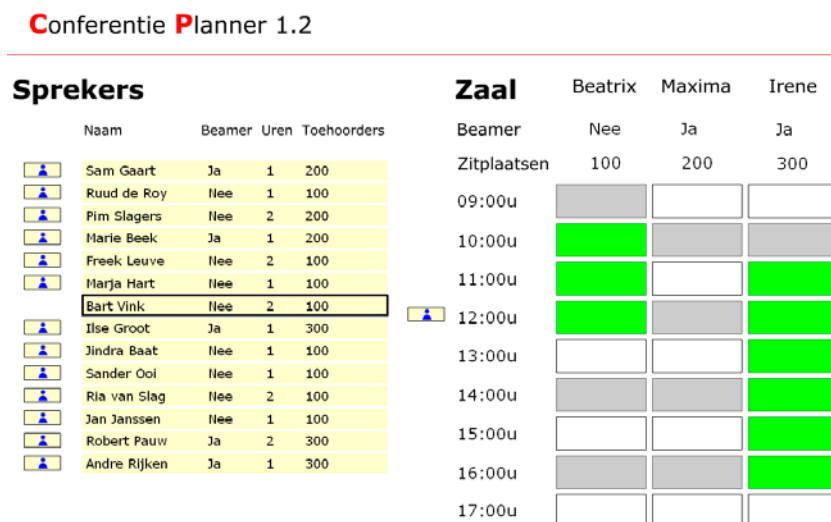 Conferentie Planner 1.2
Sprekers
Naam Beamer Uren Toehoorders
Sam Gaart Ja 1 200
Ruud de Roy Nee 1 100
Pim Slagers Nee 2 200
Marie Beek Ja 1 200
Freek Leuve Nee 2 100
Marja Hart Nee 1 100
Bart Vink Nee 2 100
Ilse Groot Ja 1 300
Jindra Baat Nee 1 100
Sander Ooi Nee 1 100
Ria van Slag Nee 2 100
Jan Janssen Nee 1 100
Robert Pauw Ja 2 300
Andre Rijken Ja 1 300
Zaal Beatrix Maxima Irene
Beamer Nee Ja Ja
Zitplaatsen 100 200 300
09:00u
10:00u
11:00u
12:00u
13:00u
14:00u
15:00u
16:00u
17:00u